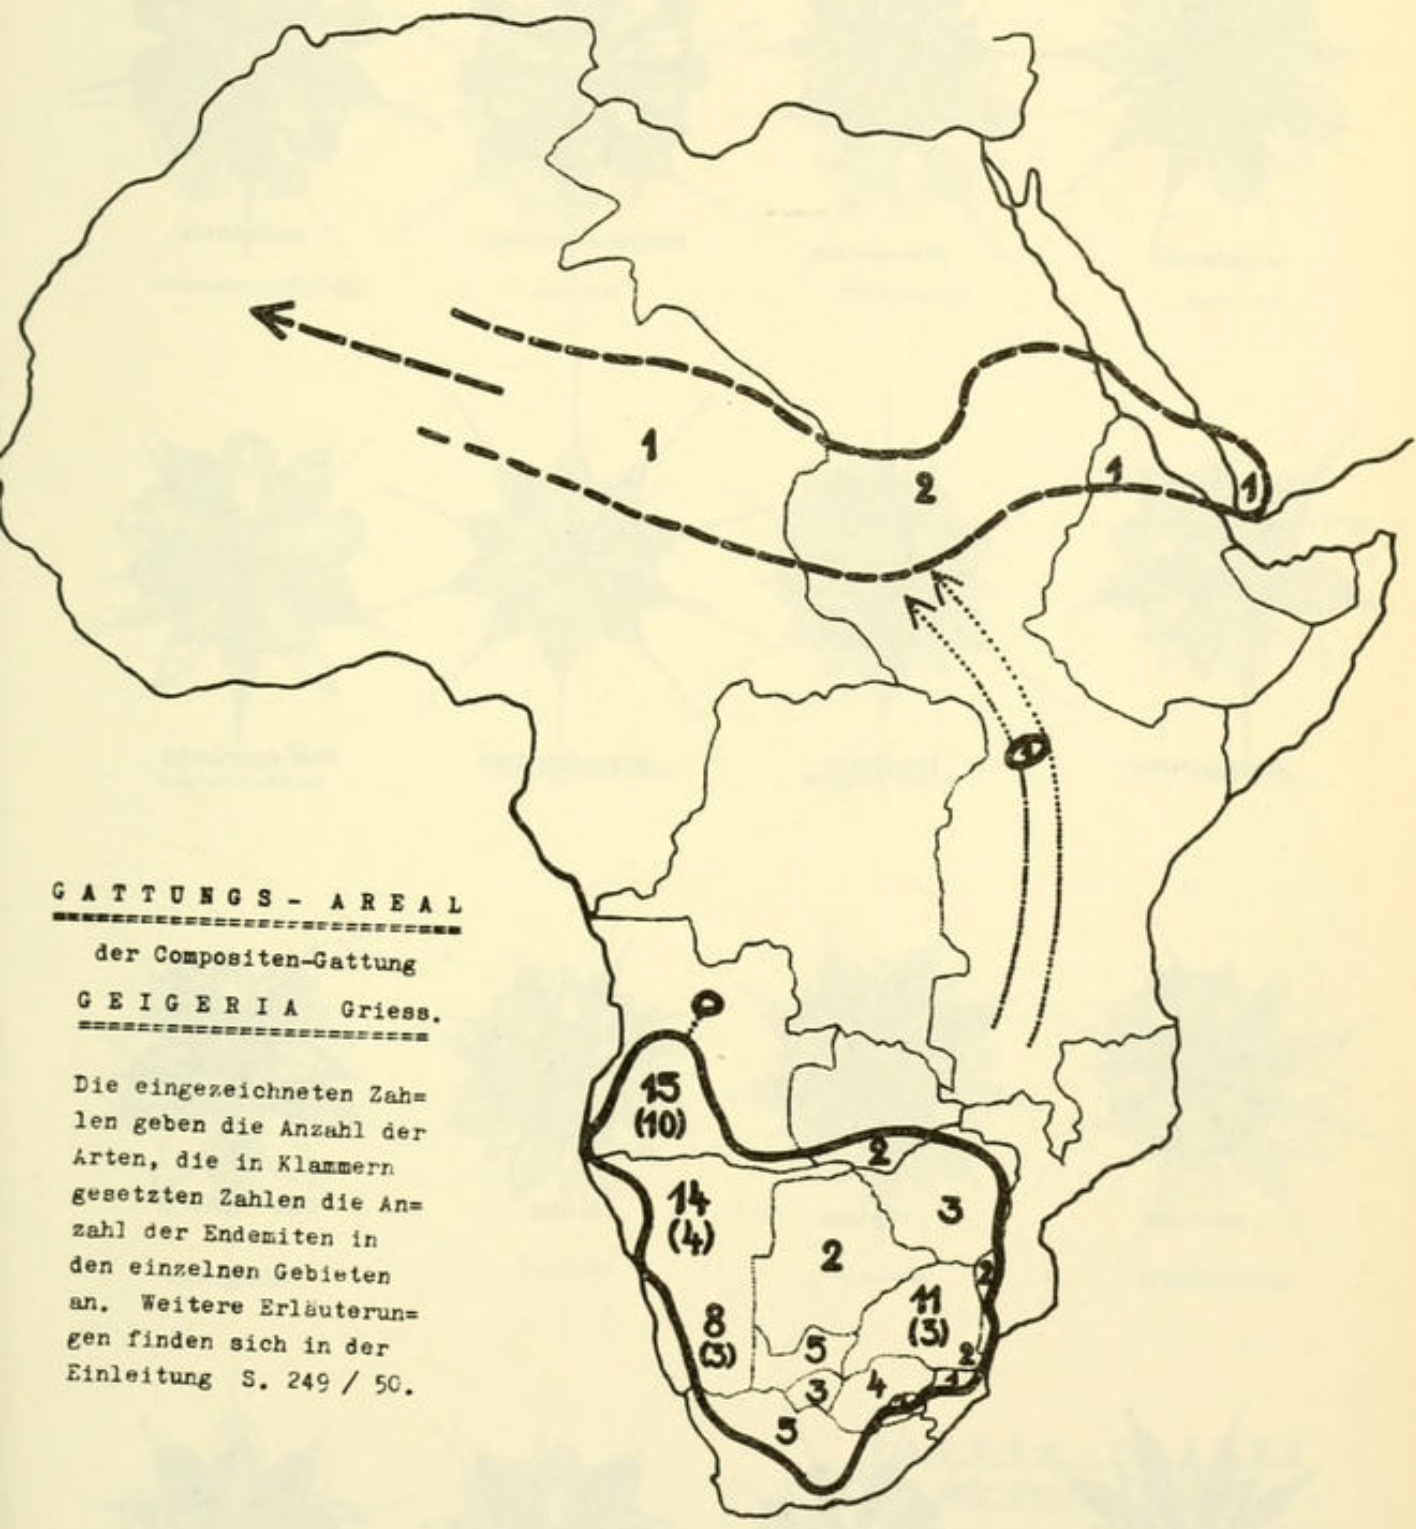 1
2
1
1
1
GATTUNGS- AREAL
der Compositen-Gattung
GEIGERIA Griess.
Die eingezeichneten Zah=
len geben die Anzahl der
Arten, die in Klammern
gesetzten Zahlen die An=
zahl der Endemiten in
den einzelnen Gebieten
an. Weitere Erläuterun=
gen finden sich in der
Einleitung S. 249 / 50.
15
(10)
2
14
(4)
3
2
2
8
(3)
11
(3)
5
2
3
4
1
5